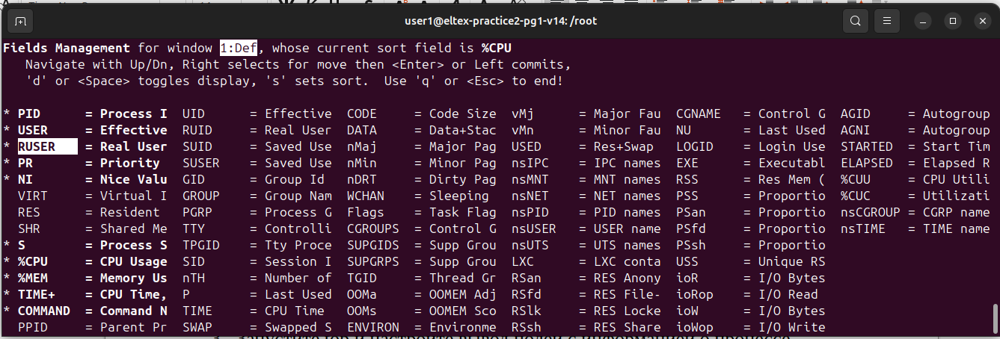 user1@eltex-practice2-pg1-v14: /root
Fields Management for window 1:Def, whose current sort field is %CPU
Navigate with Up/Dn, Right selects for move then <Enter> or Left commits,
'd' or <Space> toggles display, 's' sets sort.  Use 'q' or <Esc> to end!
* PID     = Process I  UID     = Effective  CODE    = Code Size  vMj     = Major Fau  CGNAME  = Control G  AGID    = Autogroup
* USER    = Effective  RUID    = Real User  DATA    = Data+Stac  vMn     = Minor Fau  NU      = Last Used  AGNI    = Autogroup
* RUSER   = Real User  SUID    = Saved Use  nMaj    = Major Pag  USED    = Res+Swap   LOGID   = Login Use  STARTED = Start Tim
* PR      = Priority   SUSER   = Saved Use  nMin    = Minor Pag  nsIPC   = IPC names  EXE     = Executabl  ELAPSED = Elapsed R
* NI      = Nice Valu  GID     = Group Id   nDRT    = Dirty Pag  nsMNT   = MNT names  RSS     = Res Mem (  %CUU    = CPU Utili
VIRT    = Virtual I  GROUP   = Group Nam  WCHAN   = Sleeping   nsNET   = NET names  PSS     = Proportio  %CUC    = Utilizati
RES     = Resident   PGRP    = Process G  Flags   = Task Flag  nsPID   = PID names  PSan    = Proportio  nsCGROUP = CGRP name
SHR     = Shared Me  TTY     = Controlli  CGROUPS = Control G  nsUSER  = USER name  PSfd    = Proportio  nsTIME  = TIME name
* S       = Process S  TPGID   = Tty Proce  SUPGIDS = Supp Grou  nsUTS   = UTS names  PSsh    = Proportio
* %CPU    = CPU Usage  SID     = Session I  SUPGRPS = Supp Grou  LXC     = LXC conta  USS     = Unique RS
* %MEM    = Memory Us  nTH     = Number of  TGID    = Thread Gr  RSan    = RES Anony  ioR     = I/O Bytes
* TIME+   = CPU Time,  P       = Last Used  OOMa    = OOMEM Adj  RSfd    = RES File-  ioRop   = I/O Read
* COMMAND = Command N  TIME    = CPU Time   OOMs    = OOMEM Sco  RSlk    = RES Locke  ioW     = I/O Bytes
PPID    = Parent Pr  SWAP    = Swapped S  ENVIRON = Environme  RSsh    = RES Share  ioWop   = I/O Write